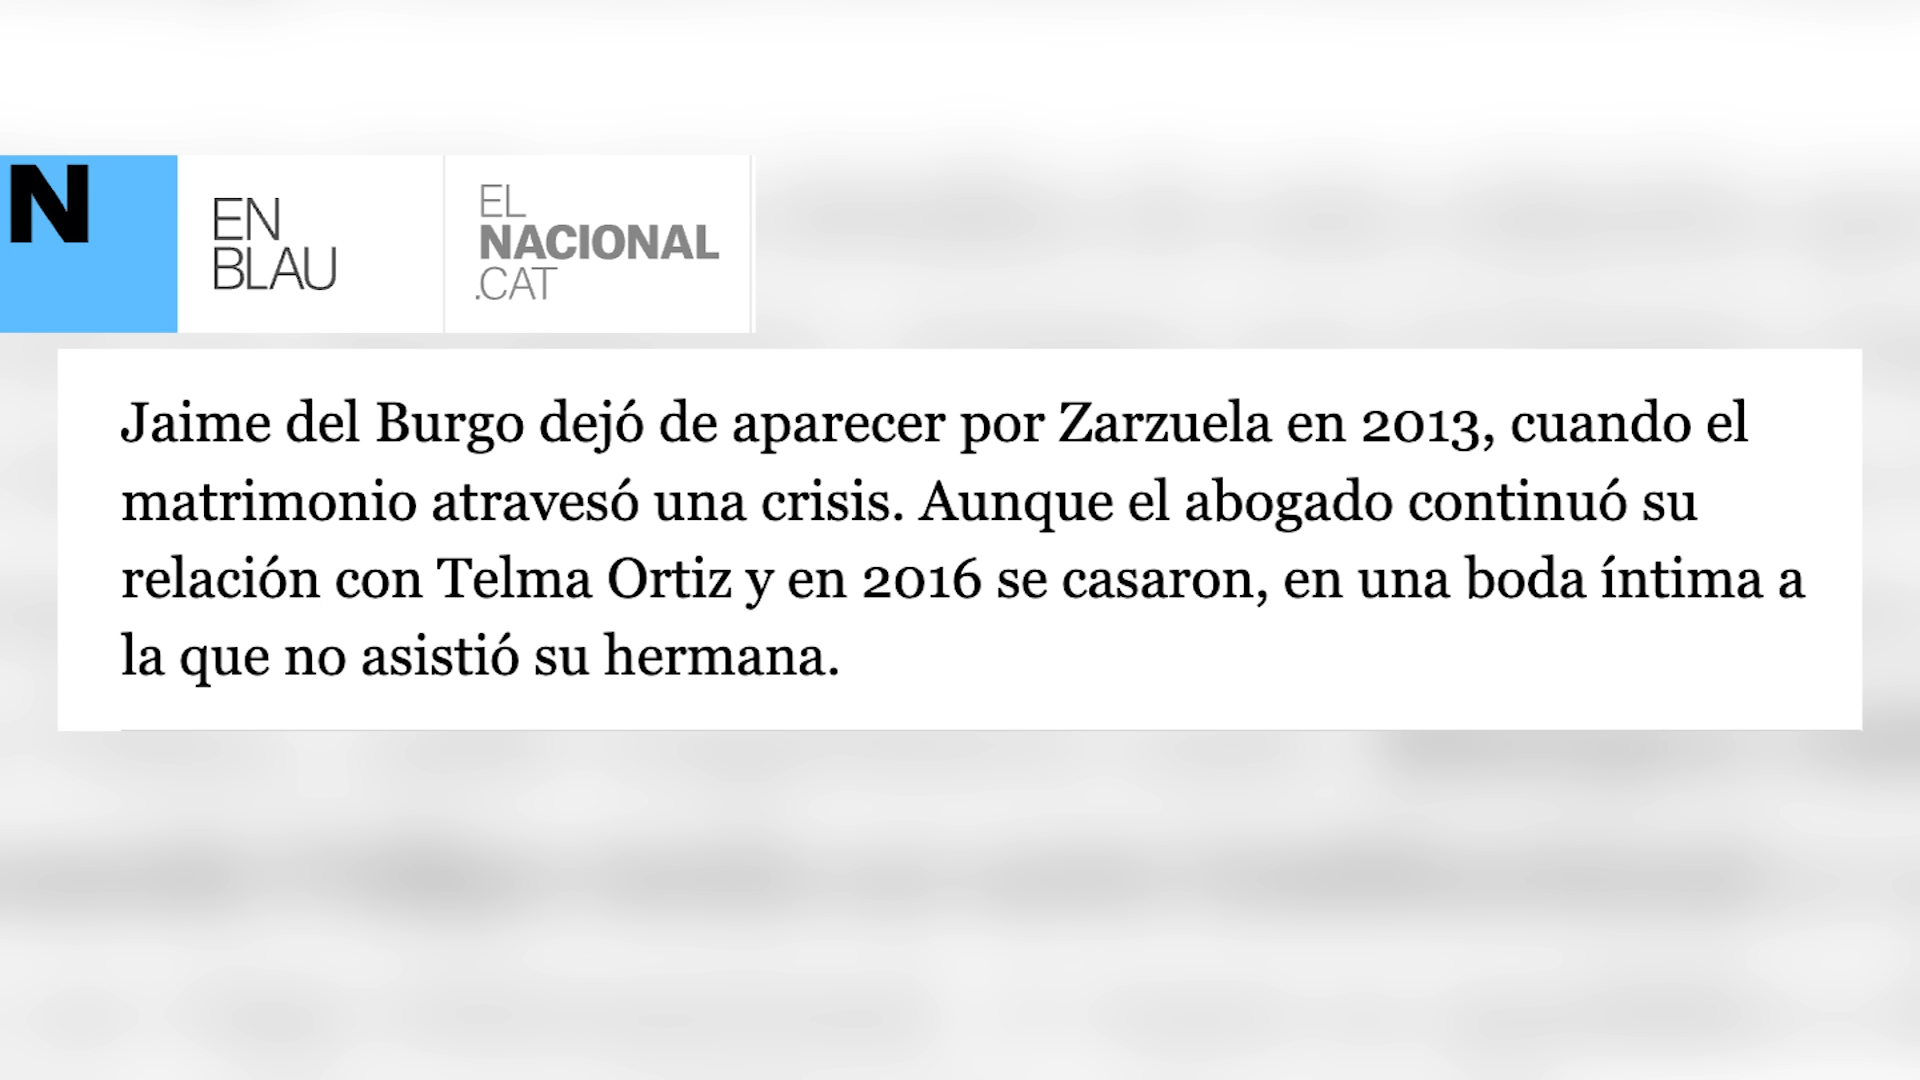 N
EN
BLAU
EL
NACIONAL
.CAT
Jaime del Burgo dejó de aparecer por Zarzuela en 2013, cuando el
matrimonio atravesó una crisis. Aunque el abogado continuó su
relación con Telma Ortiz y en 2016 se casaron, en una boda íntima a
la que no asistió su hermana.